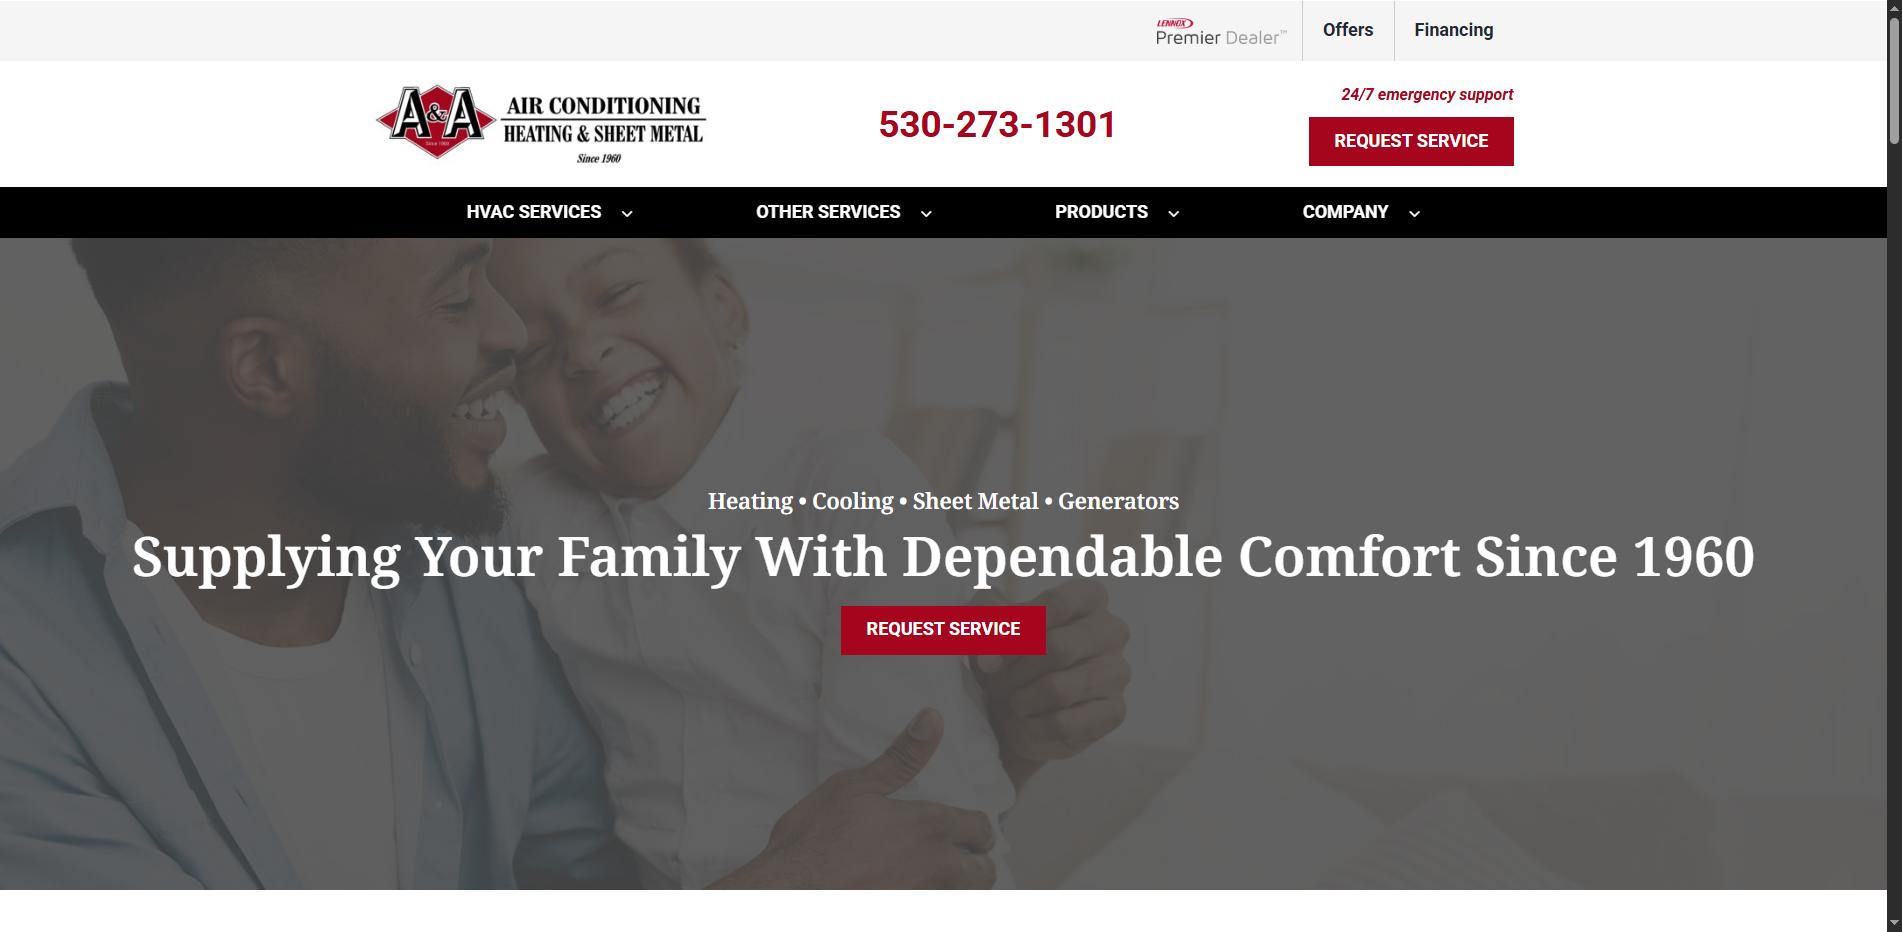 LENNOX
Premier Dealer™
Offers
Financing
A&A
Since 1960
AIR CONDITIONING
HEATING & SHEET METAL
Since 1960
530-273-1301
24/7 emergency support
REQUEST SERVICE
HVAC SERVICES
OTHER SERVICES
PRODUCTS
COMPANY
Heating • Cooling • Sheet Metal • Generators
Supplying Your Family With Dependable Comfort Since 1960
REQUEST SERVICE